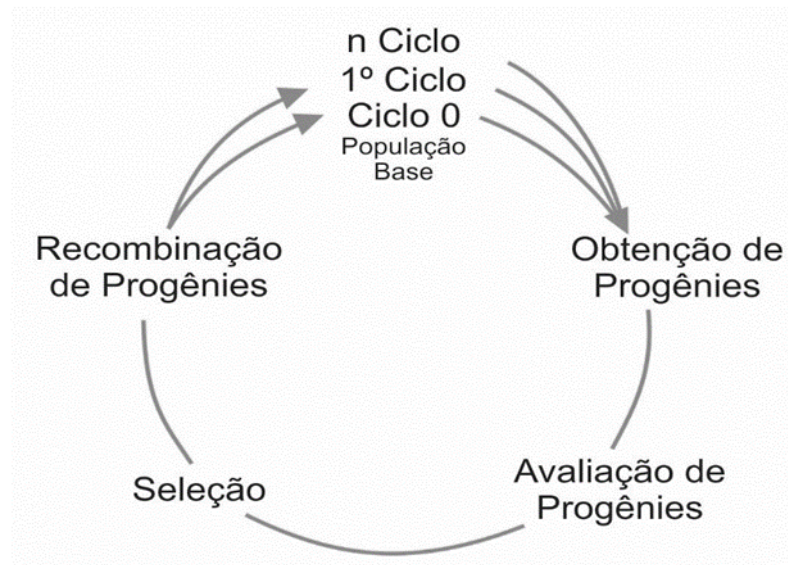 n Ciclo
1º Ciclo
Ciclo 0
População
Base
Recombinação
de Progênies
Obtenção de
Progênies
Seleção
Avaliação de
Progênies